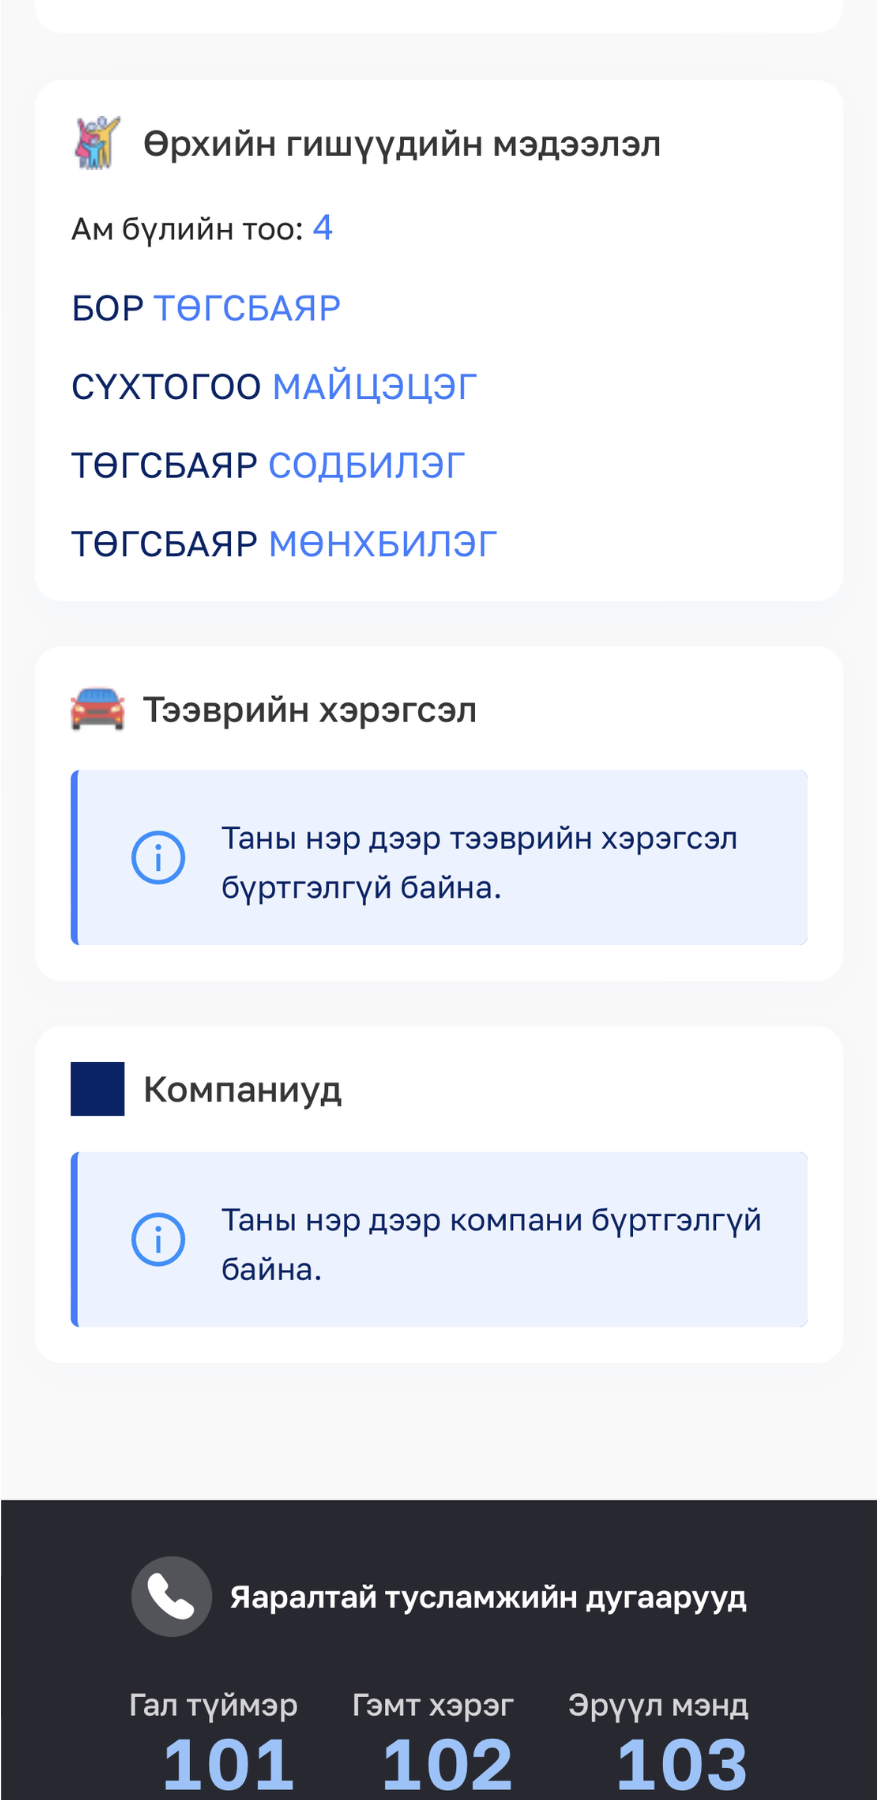 Өрхийн гишүүдийн мэдээлэл
Ам бүлийн тоо: 4
БОР ТӨГСБАЯР
СҮХТОГОО МАЙЦЭЦЭГ
ТӨГСБАЯР СОДБИЛЭГ
ТӨГСБАЯР МӨНХБИЛЭГ
Тээврийн хэрэгсэл
Таны нэр дээр тээврийн хэрэгсэл
бүртгэлгүй байна.
Компаниуд
Таны нэр дээр компани бүртгэлгүй
байна.
Яаралтай тусламжийн дугаарууд
Гал түймэр Гэмт хэрэг Эрүүл мэнд
101 102 103